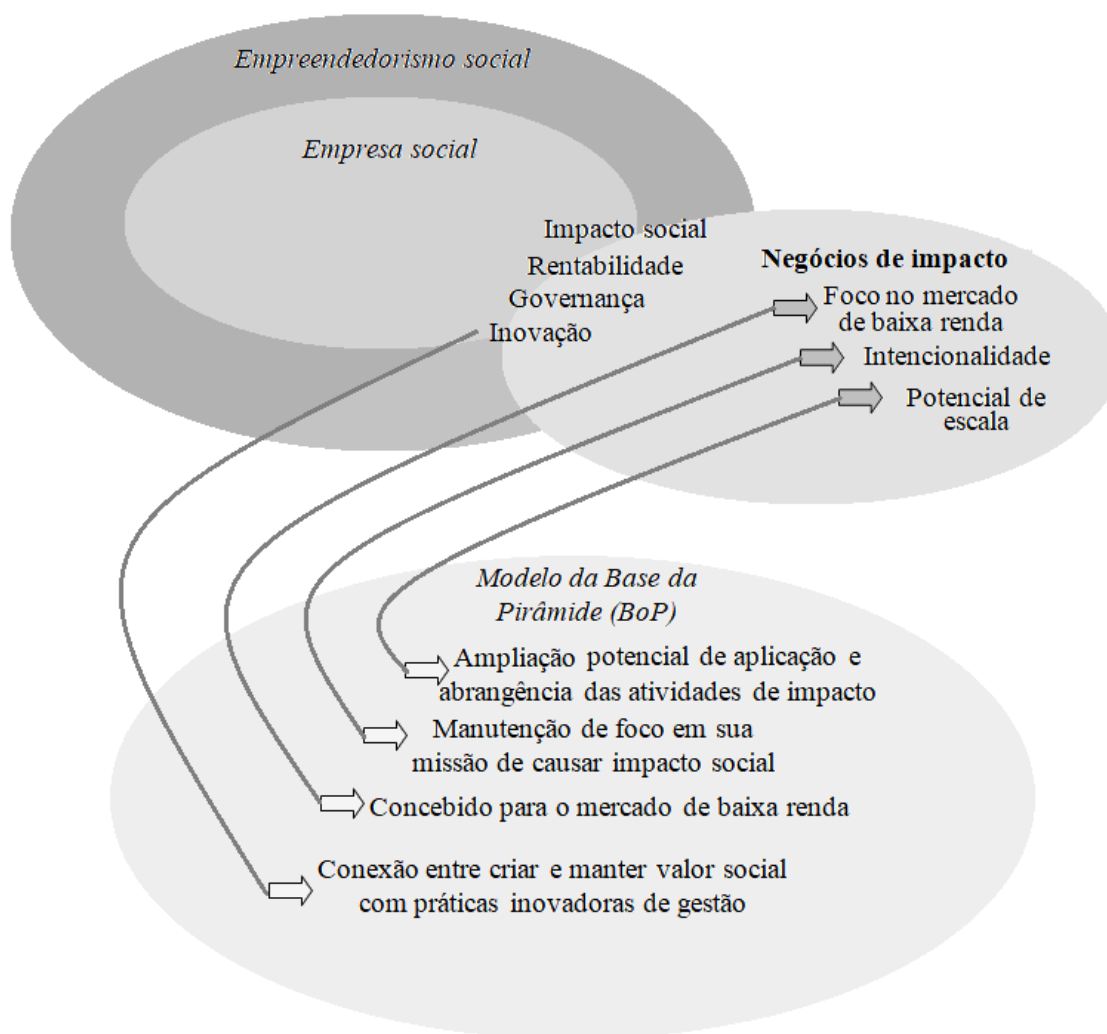 Empreendedorismo social
Empresa social
Impacto social
Rentabilidade
Governança
Inovação
Negócios de impacto
Foco no mercado
de baixa renda
Intencionalidade
Potencial de
escala
Modelo da Base da
Pirâmide (BoP)
Ampliação potencial de aplicação e
abrangência das atividades de impacto
Manutenção de foco em sua
missão de causar impacto social
Concebido para o mercado de baixa renda
Conexão entre criar e manter valor social
com práticas inovadoras de gestão